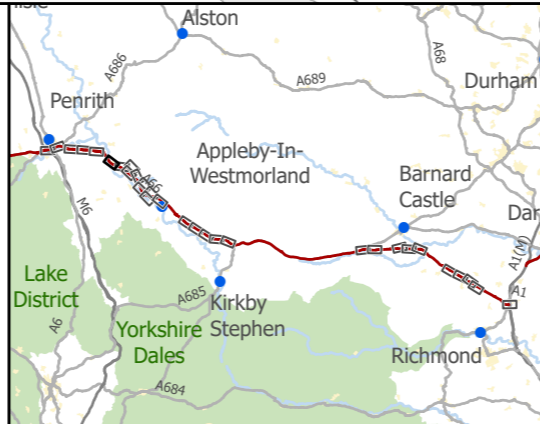 Alston
A686
A689
A68
Durham
Penrith
Appleby-In-
Westmorland
A66
Barnard
Castle
M6
A1(M)
Lake
District
A6
A685
Kirkby
Stephen
A1
Yorkshire
Dales
Richmond
A684